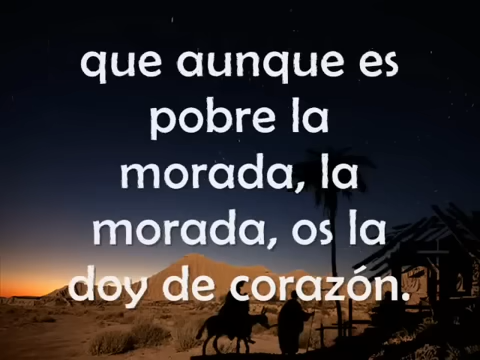 que aunque es
pobre la
morada, la
morada, os la
doy de corazón.